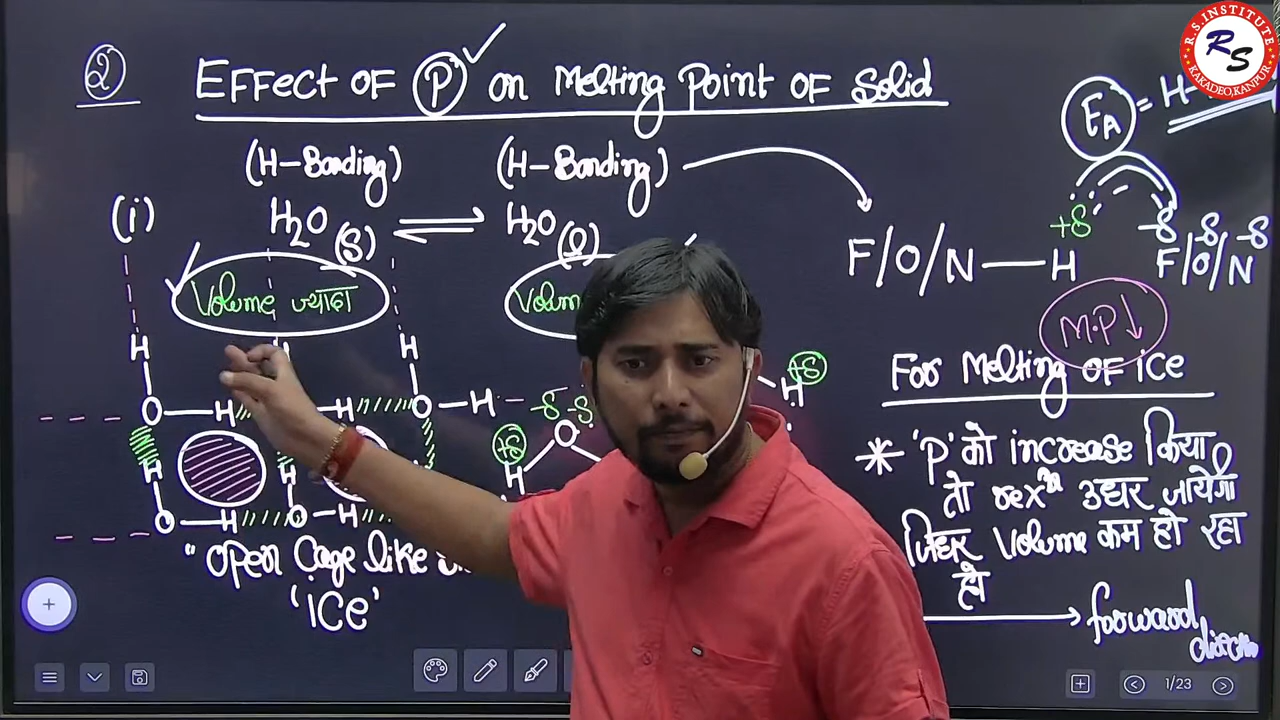 R.S. INSTITUTE
RS
KAKADEO, KANPUR
2 Effect of P on Melting Point of Solid
EA = H
(H-Bonding) (H-Bonding)
(i) H₂O (s) ⇌ H₂O (l)
+δ -δ -δ -δ
F/O/N — H F/O/N
Volume ज्यादा
M.P↓
H H H
For Melting Of ice
O — H H O — H -δ -δ +δ H
+δ O
* 'P' को increase किया
H H H
तो rexⁿ उधर जायेगा
O — H O — H
जिधर Volume कम हो रहा
हो
"open Cage like
'ice'
→ forward
1/23